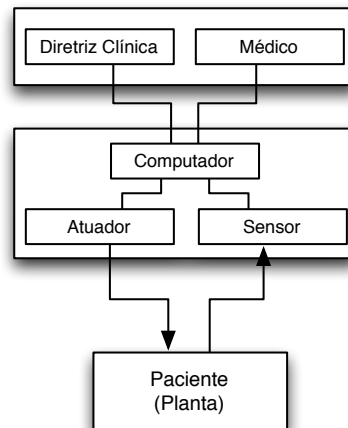 Diretriz Clínica
Médico
Computador
Atuador
Sensor
Paciente
(Planta)